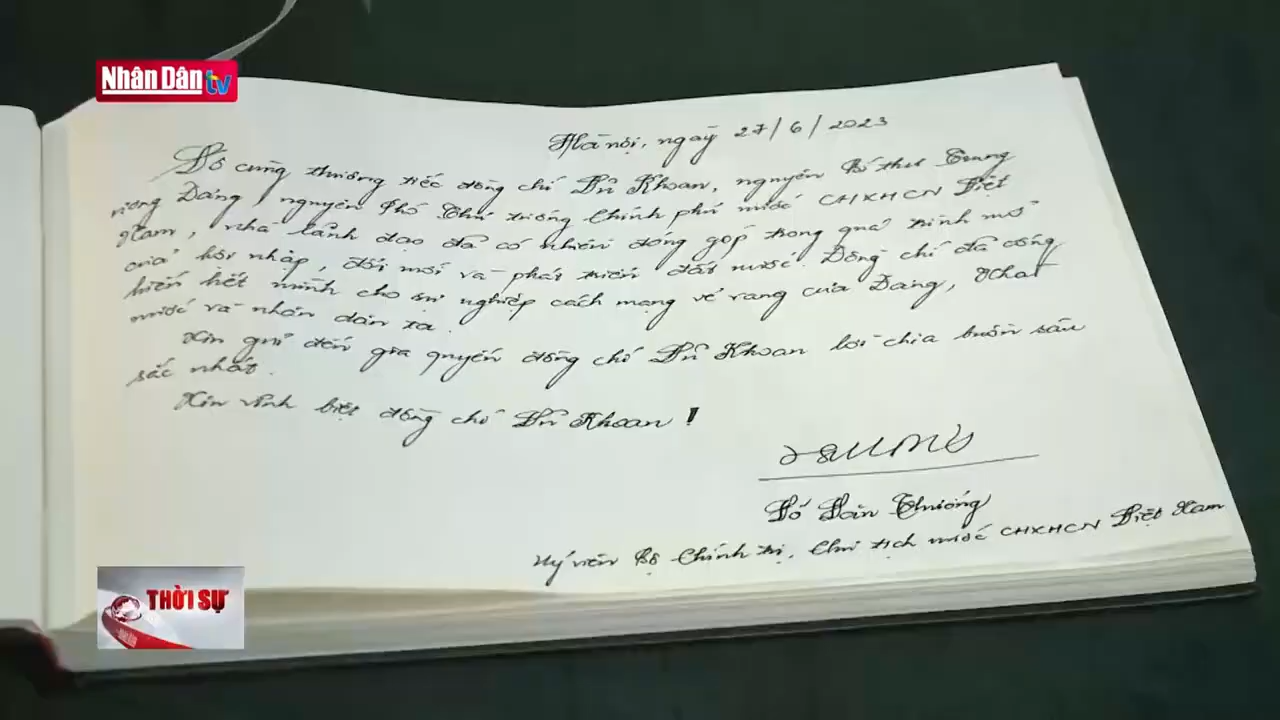 Nhân Dân tv
Hà nội, ngày 27/6/2023
Vô cùng thương tiếc đồng chí Vũ Khoan, nguyên Bí thư Trung
ương Đảng, nguyên Phó Thủ tướng Chính phủ nước CHXHCN Việt
Nam, nhà lãnh đạo đã có nhiều đóng góp trong quá trình mở
cửa hội nhập, đổi mới và phát triển đất nước. Đồng chí đã cống
hiến hết mình cho sự nghiệp cách mạng vẻ vang của Đảng, Nhà
nước và nhân dân ta.
Xin gửi đến gia quyến đồng chí Vũ Khoan lời chia buồn sâu
sắc nhất.
Xin vĩnh biệt đồng chí Vũ Khoan!
Võ Văn Thưởng
Uỷ viên Bộ Chính trị, Chủ tịch nước CHXHCN Việt Nam
THỜI SỰ